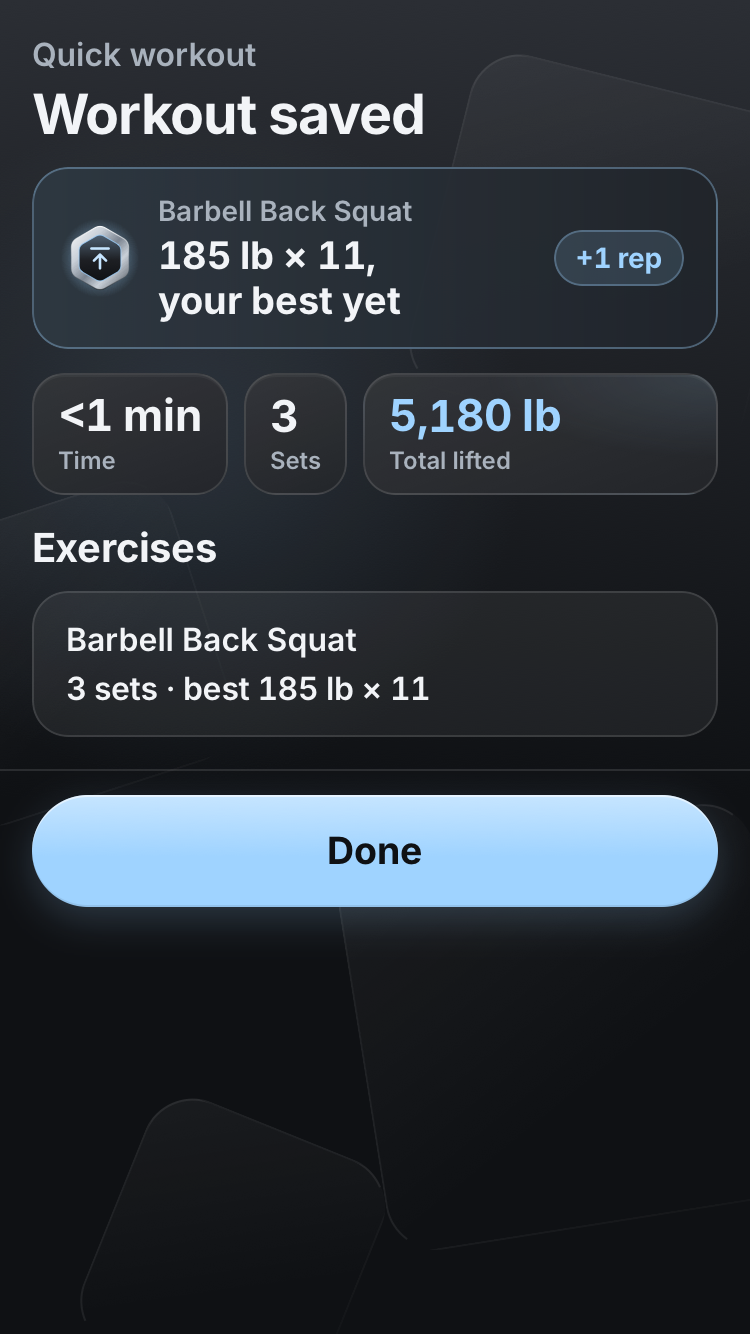 Quick workout
Workout saved
Barbell Back Squat
185 lb × 11,
your best yet
+1 rep
<1 min
Time
3
Sets
5,180 lb
Total lifted
Exercises
Barbell Back Squat
3 sets · best 185 lb × 11
Done